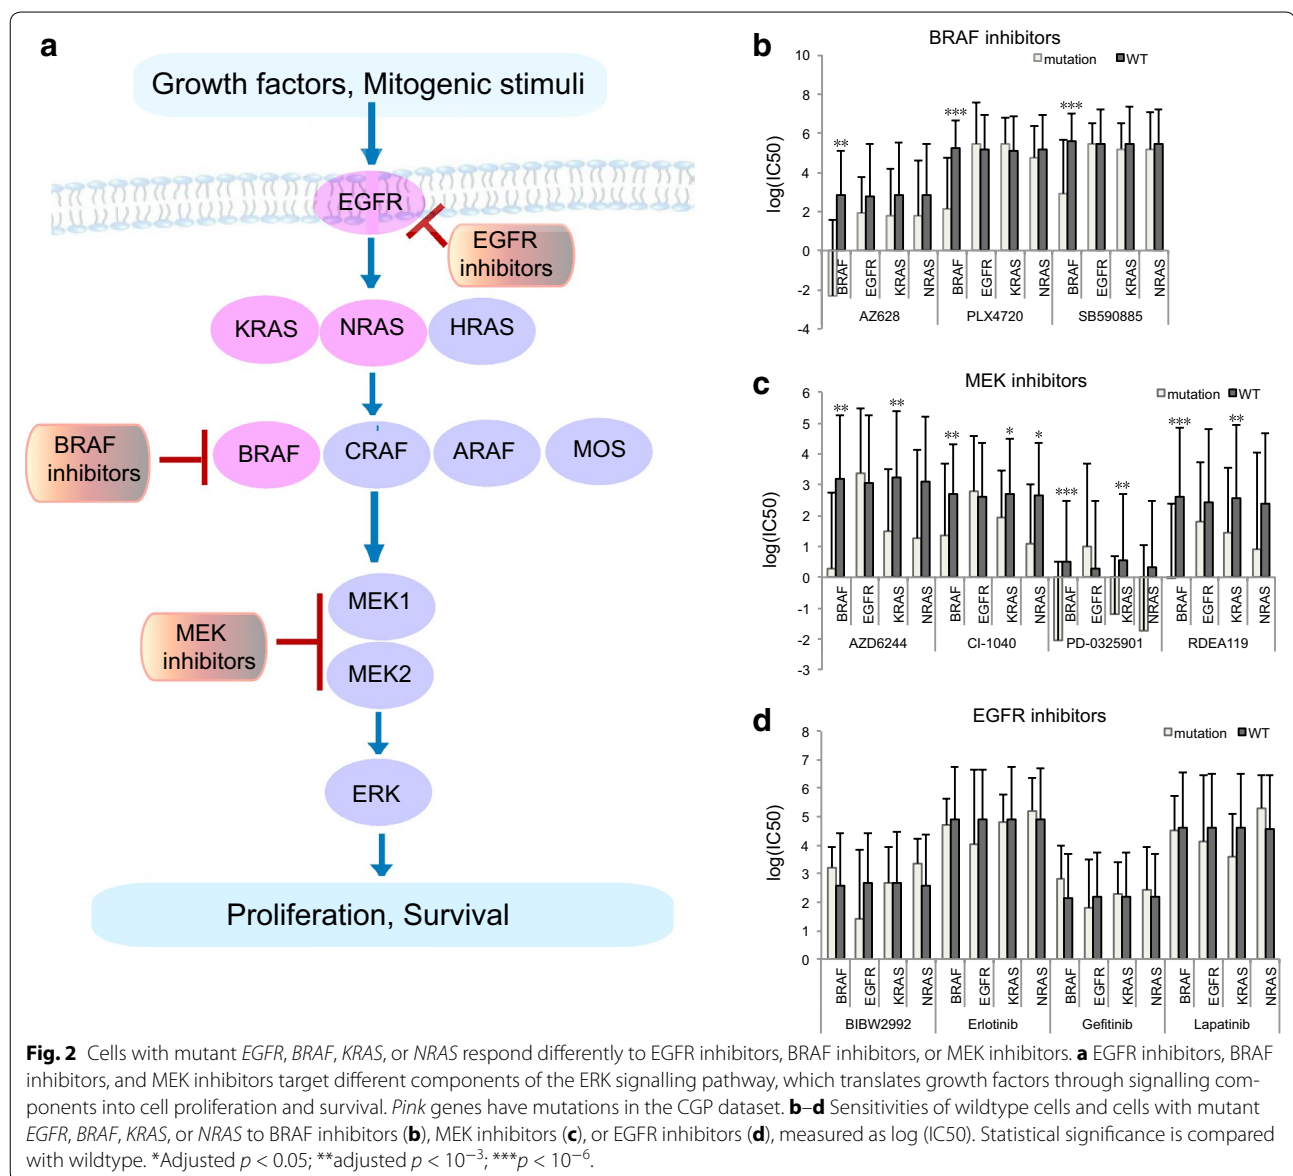 a
Growth factors, Mitogenic stimuli
EGFR
EGFR
inhibitors
KRAS
NRAS
HRAS
BRAF
inhibitors
BRAF
CRAF
ARAF
MOS
MEK
inhibitors
MEK1
MEK2
ERK
Proliferation, Survival
b
BRAF inhibitors
mutation
WT
log(IC50)
10
8
6
4
2
0
-2
-4
**
***
***
BRAF
EGFR
KRAS
NRAS
BRAF
EGFR
KRAS
NRAS
BRAF
EGFR
KRAS
NRAS
AZ628
PLX4720
SB590885
c
MEK inhibitors
mutation
WT
log(IC50)
6
5
4
3
2
1
0
-1
-2
-3
**
**
**
*
*
***
**
***
**
BRAF
EGFR
KRAS
NRAS
BRAF
EGFR
KRAS
NRAS
BRAF
EGFR
KRAS
NRAS
BRAF
EGFR
KRAS
NRAS
AZD6244
CI-1040
PD-0325901
RDEA119
d
EGFR inhibitors
mutation
WT
log(IC50)
8
7
6
5
4
3
2
1
0
BRAF
EGFR
KRAS
NRAS
BRAF
EGFR
KRAS
NRAS
BRAF
EGFR
KRAS
NRAS
BRAF
EGFR
KRAS
NRAS
BIBW2992
Erlotinib
Gefitinib
Lapatinib
Fig. 2 Cells with mutant EGFR, BRAF, KRAS, or NRAS respond differently to EGFR inhibitors, BRAF inhibitors, or MEK inhibitors. a EGFR inhibitors, BRAF
inhibitors, and MEK inhibitors target different components of the ERK signalling pathway, which translates growth factors through signalling com-
ponents into cell proliferation and survival. Pink genes have mutations in the CGP dataset. b–d Sensitivities of wildtype cells and cells with mutant
EGFR, BRAF, KRAS, or NRAS to BRAF inhibitors (b), MEK inhibitors (c), or EGFR inhibitors (d), measured as log (IC50). Statistical significance is compared
with wildtype. *Adjusted p < 0.05; **adjusted p < 10⁻³; ***p < 10⁻⁶.